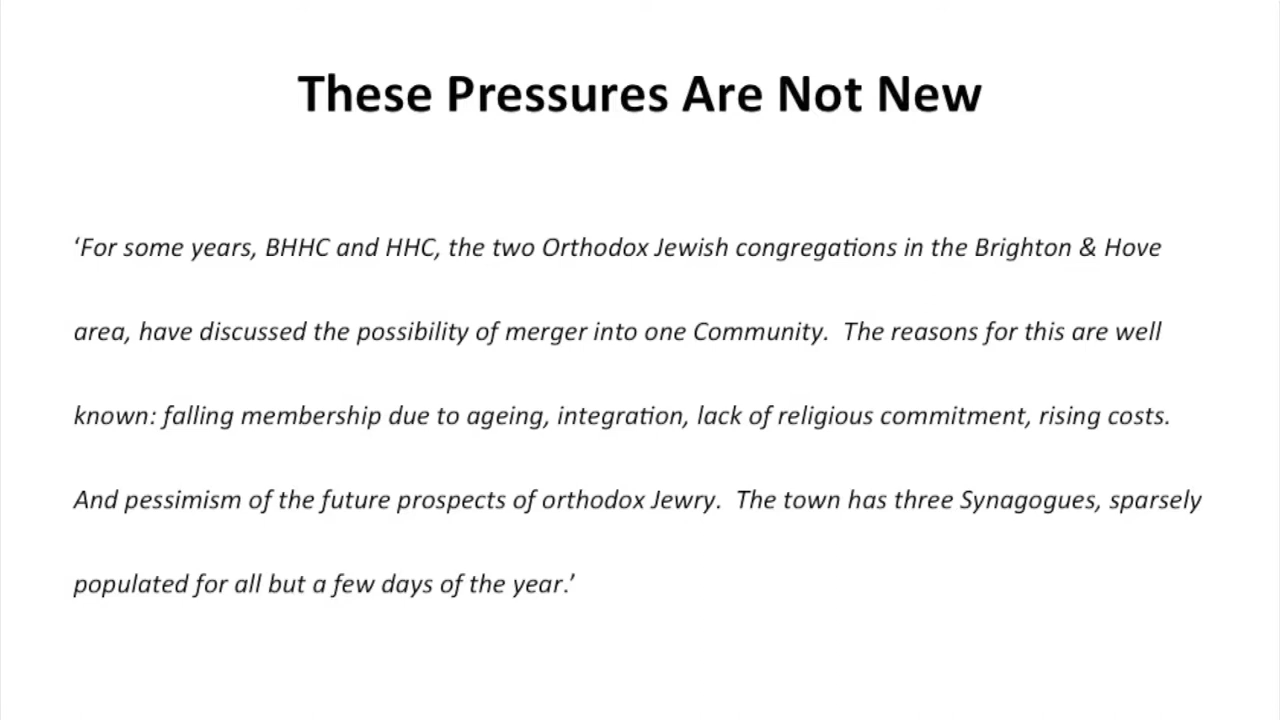 These Pressures Are Not New
‘For some years, BHHC and HHC, the two Orthodox Jewish congregations in the Brighton & Hove
area, have discussed the possibility of merger into one Community.  The reasons for this are well
known: falling membership due to ageing, integration, lack of religious commitment, rising costs.
And pessimism of the future prospects of orthodox Jewry.  The town has three Synagogues, sparsely
populated for all but a few days of the year.’